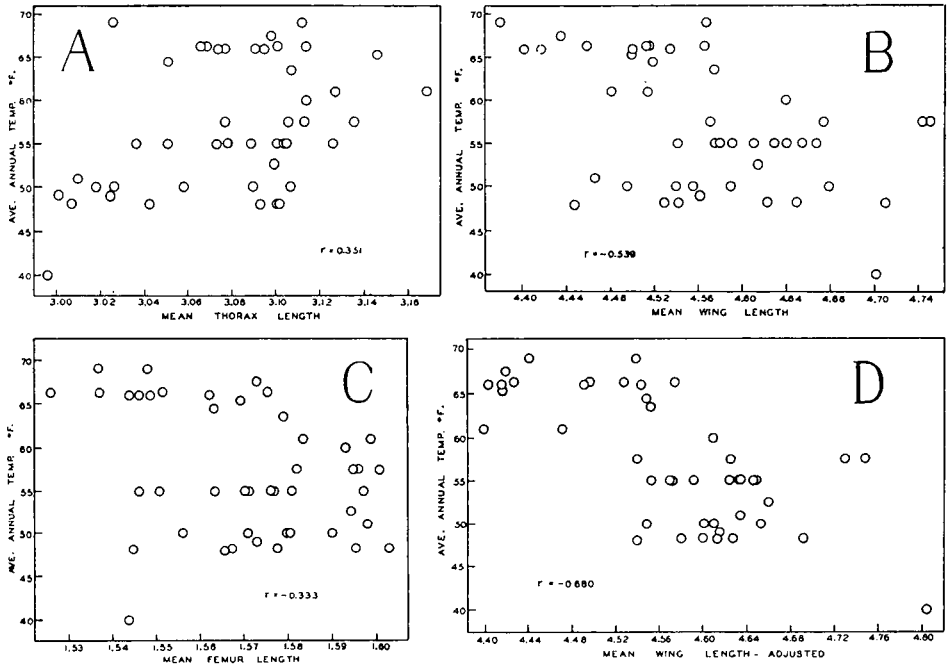 A
AVE. ANNUAL TEMP. °F.
70
65
60
55
50
45
40
r = 0.351
3.00 3.02 3.04 3.06 3.08 3.10 3.12 3.14 3.16
MEAN THORAX LENGTH
B
AVE. ANNUAL TEMP. °F.
70
65
60
55
50
45
40
r = -0.539
4.40 4.44 4.48 4.52 4.56 4.60 4.64 4.66 4.70 4.74
MEAN WING LENGTH
C
AVE. ANNUAL TEMP. °F.
70
65
60
55
50
45
40
r = -0.333
1.53 1.54 1.55 1.56 1.57 1.58 1.59 1.60
MEAN FEMUR LENGTH
D
AVE. ANNUAL TEMP. °F.
70
65
60
55
50
45
40
r = -0.680
4.40 4.44 4.48 4.52 4.56 4.60 4.64 4.68 4.72 4.76 4.80
MEAN WING LENGTH - ADJUSTED